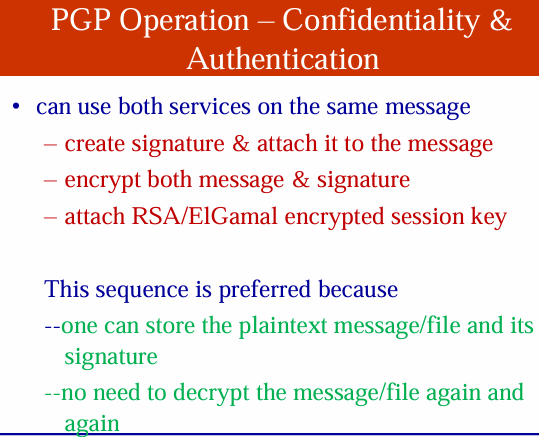 PGP Operation – Confidentiality &
Authentication
• can use both services on the same message
– create signature & attach it to the message
– encrypt both message & signature
– attach RSA/ElGamal encrypted session key
This sequence is preferred because
--one can store the plaintext message/file and its
signature
--no need to decrypt the message/file again and
again